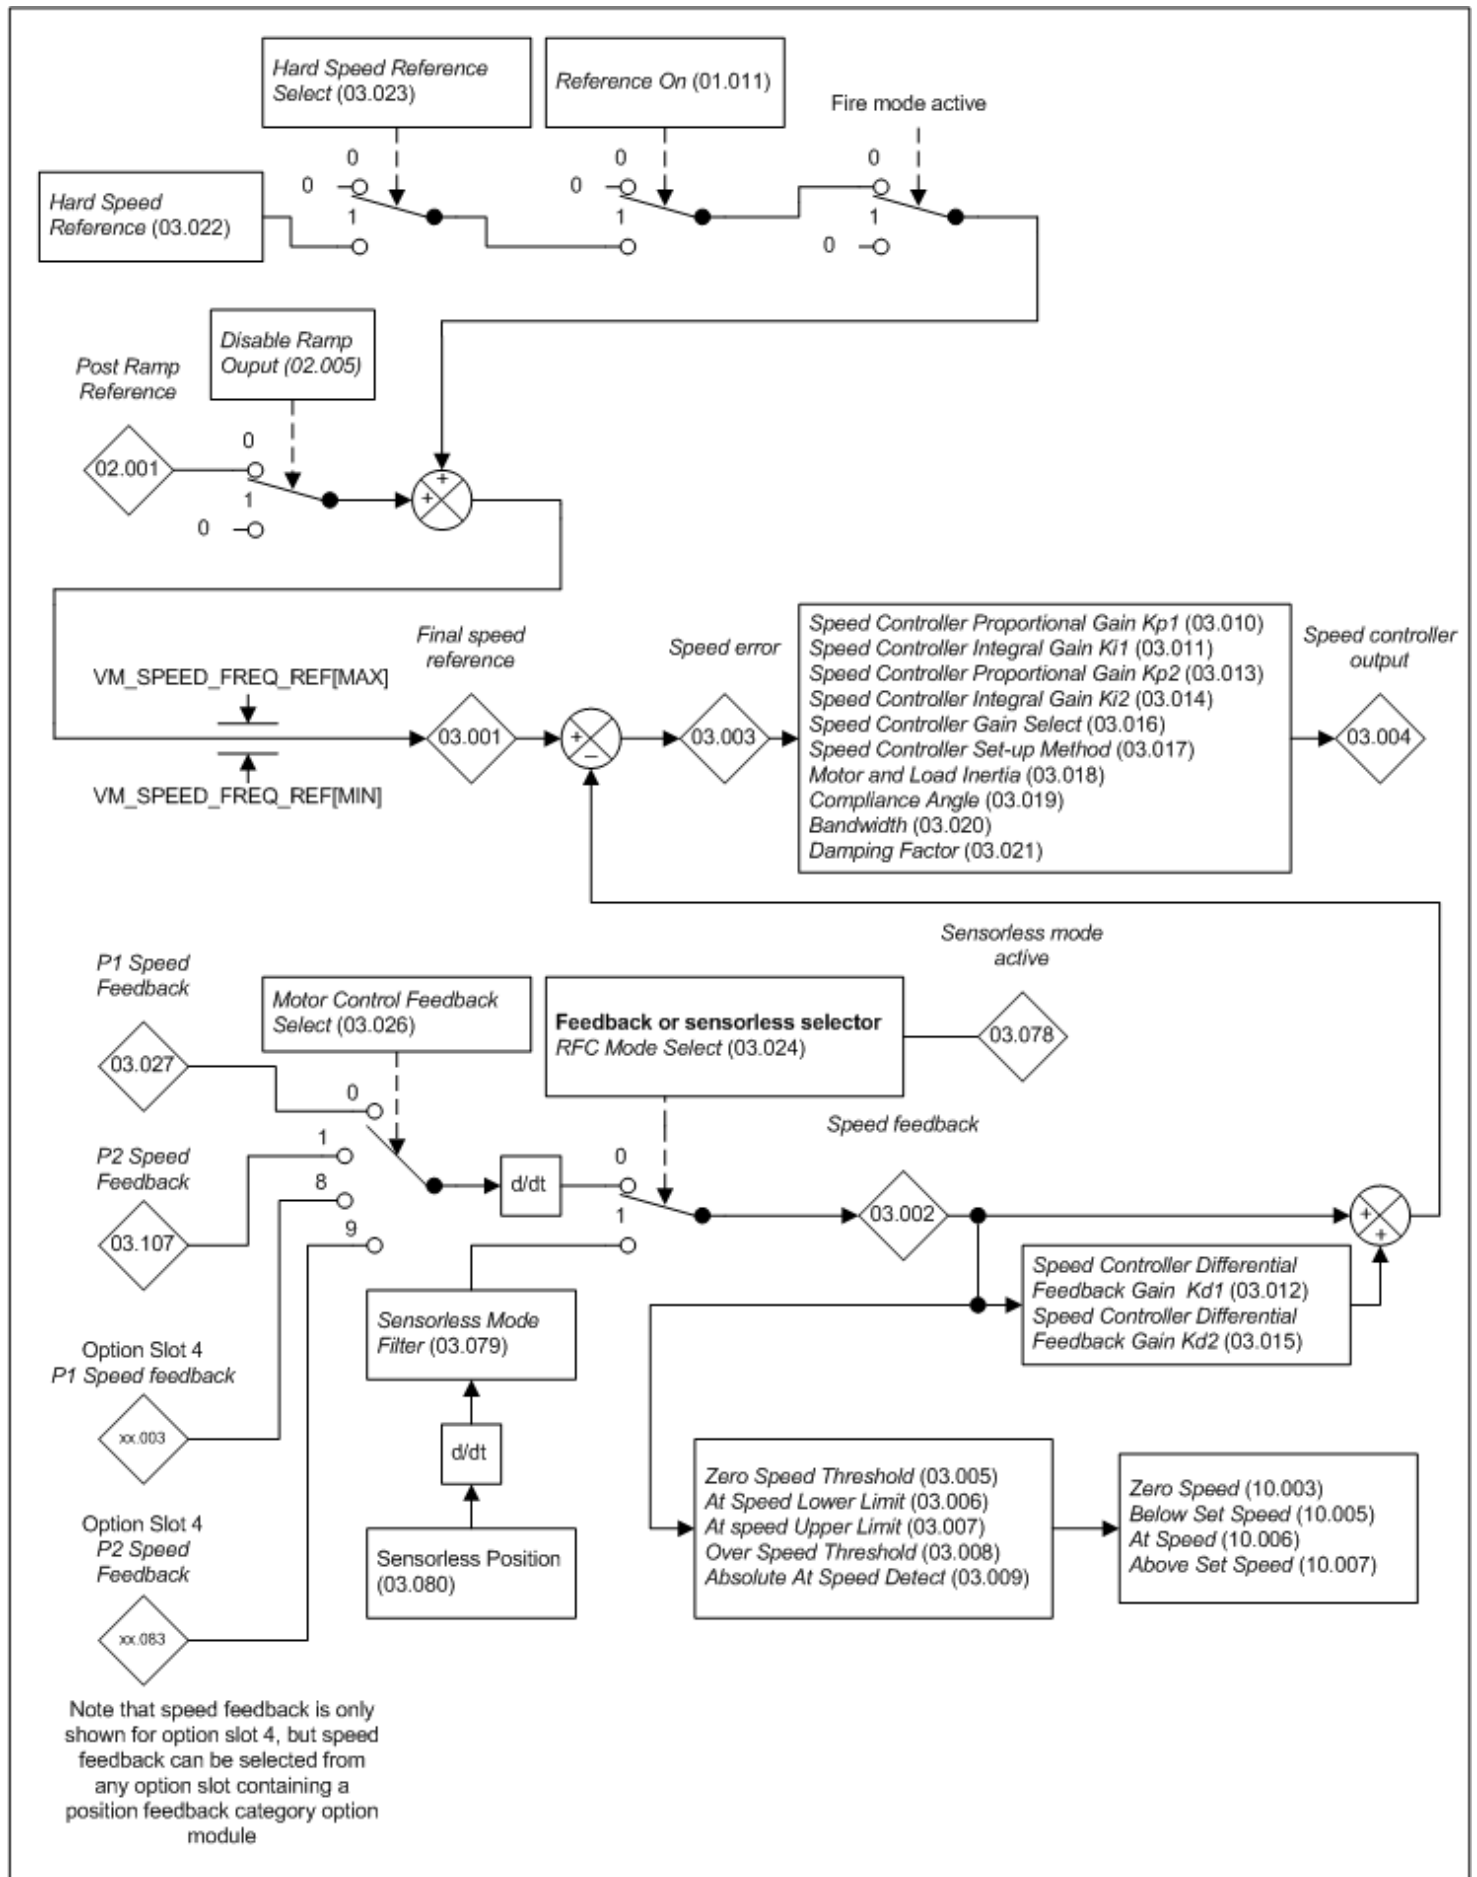 Hard Speed Reference
Select (03.023)
Reference On (01.011)
Fire mode active
0
0
0
0
0
Hard Speed
Reference (03.022)
1
1
1
0
Disable Ramp
Ouput (02.005)
Post Ramp
Reference
0
02.001
+
+
1
0
Final speed
reference
Speed error
Speed Controller Proportional Gain Kp1 (03.010)
Speed Controller Integral Gain Ki1 (03.011)
Speed Controller Proportional Gain Kp2 (03.013)
Speed Controller Integral Gain Ki2 (03.014)
Speed Controller Gain Select (03.016)
Speed Controller Set-up Method (03.017)
Motor and Load Inertia (03.018)
Compliance Angle (03.019)
Bandwidth (03.020)
Damping Factor (03.021)
Speed controller
output
VM_SPEED_FREQ_REF[MAX]
03.001
+
−
03.003
03.004
VM_SPEED_FREQ_REF[MIN]
Sensorless mode
active
P1 Speed
Feedback
Motor Control Feedback
Select (03.026)
Feedback or sensorless selector
RFC Mode Select (03.024)
03.078
03.027
0
Speed feedback
P2 Speed
Feedback
1
8
9
d/dt
0
1
03.002
+
+
03.107
Speed Controller Differential
Feedback Gain Kd1 (03.012)
Speed Controller Differential
Feedback Gain Kd2 (03.015)
Sensorless Mode
Filter (03.079)
Option Slot 4
P1 Speed feedback
xx.003
d/dt
Zero Speed Threshold (03.005)
At Speed Lower Limit (03.006)
At speed Upper Limit (03.007)
Over Speed Threshold (03.008)
Absolute At Speed Detect (03.009)
Zero Speed (10.003)
Below Set Speed (10.005)
At Speed (10.006)
Above Set Speed (10.007)
Option Slot 4
P2 Speed
Feedback
Sensorless Position
(03.080)
xx.083
Note that speed feedback is only
shown for option slot 4, but speed
feedback can be selected from
any option slot containing a
position feedback category option
module